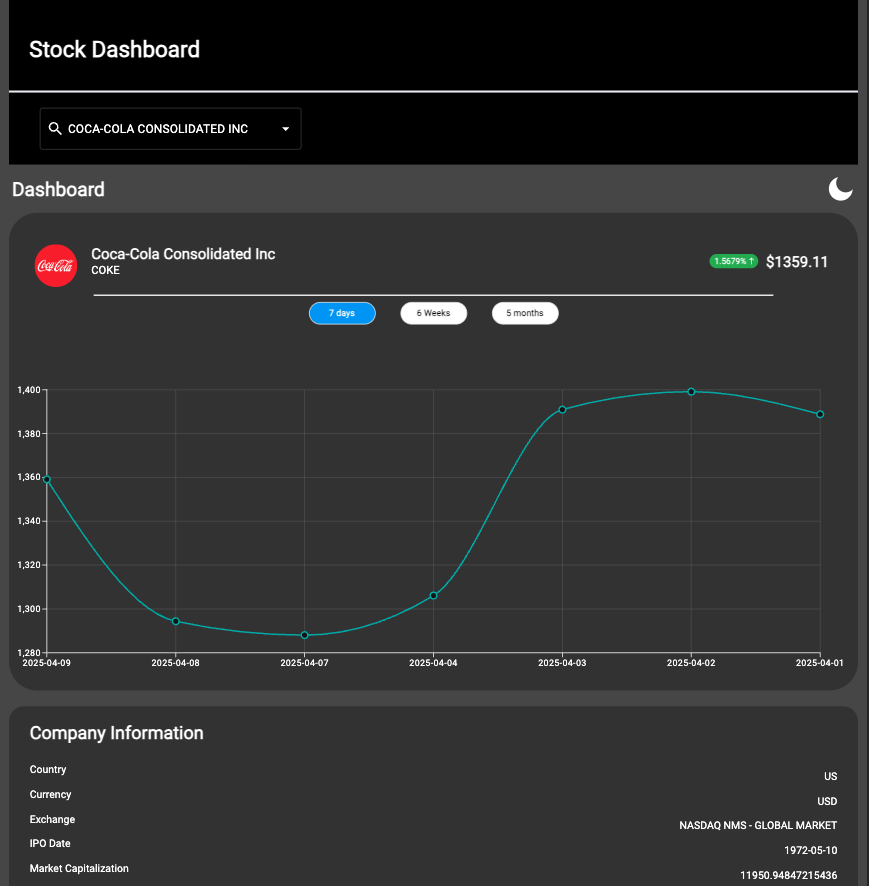 Stock Dashboard
COCA-COLA CONSOLIDATED INC
Dashboard
Coca-Cola
Coca-Cola Consolidated Inc
COKE
1.5679% ↑ $1359.11
7 days 6 Weeks 5 months
1,400
1,380
1,360
1,340
1,320
1,300
1,280
2025-04-09 2025-04-08 2025-04-07 2025-04-04 2025-04-03 2025-04-02 2025-04-01
Company Information
Country US
Currency USD
Exchange NASDAQ NMS - GLOBAL MARKET
IPO Date 1972-05-10
Market Capitalization 11950.94847215436